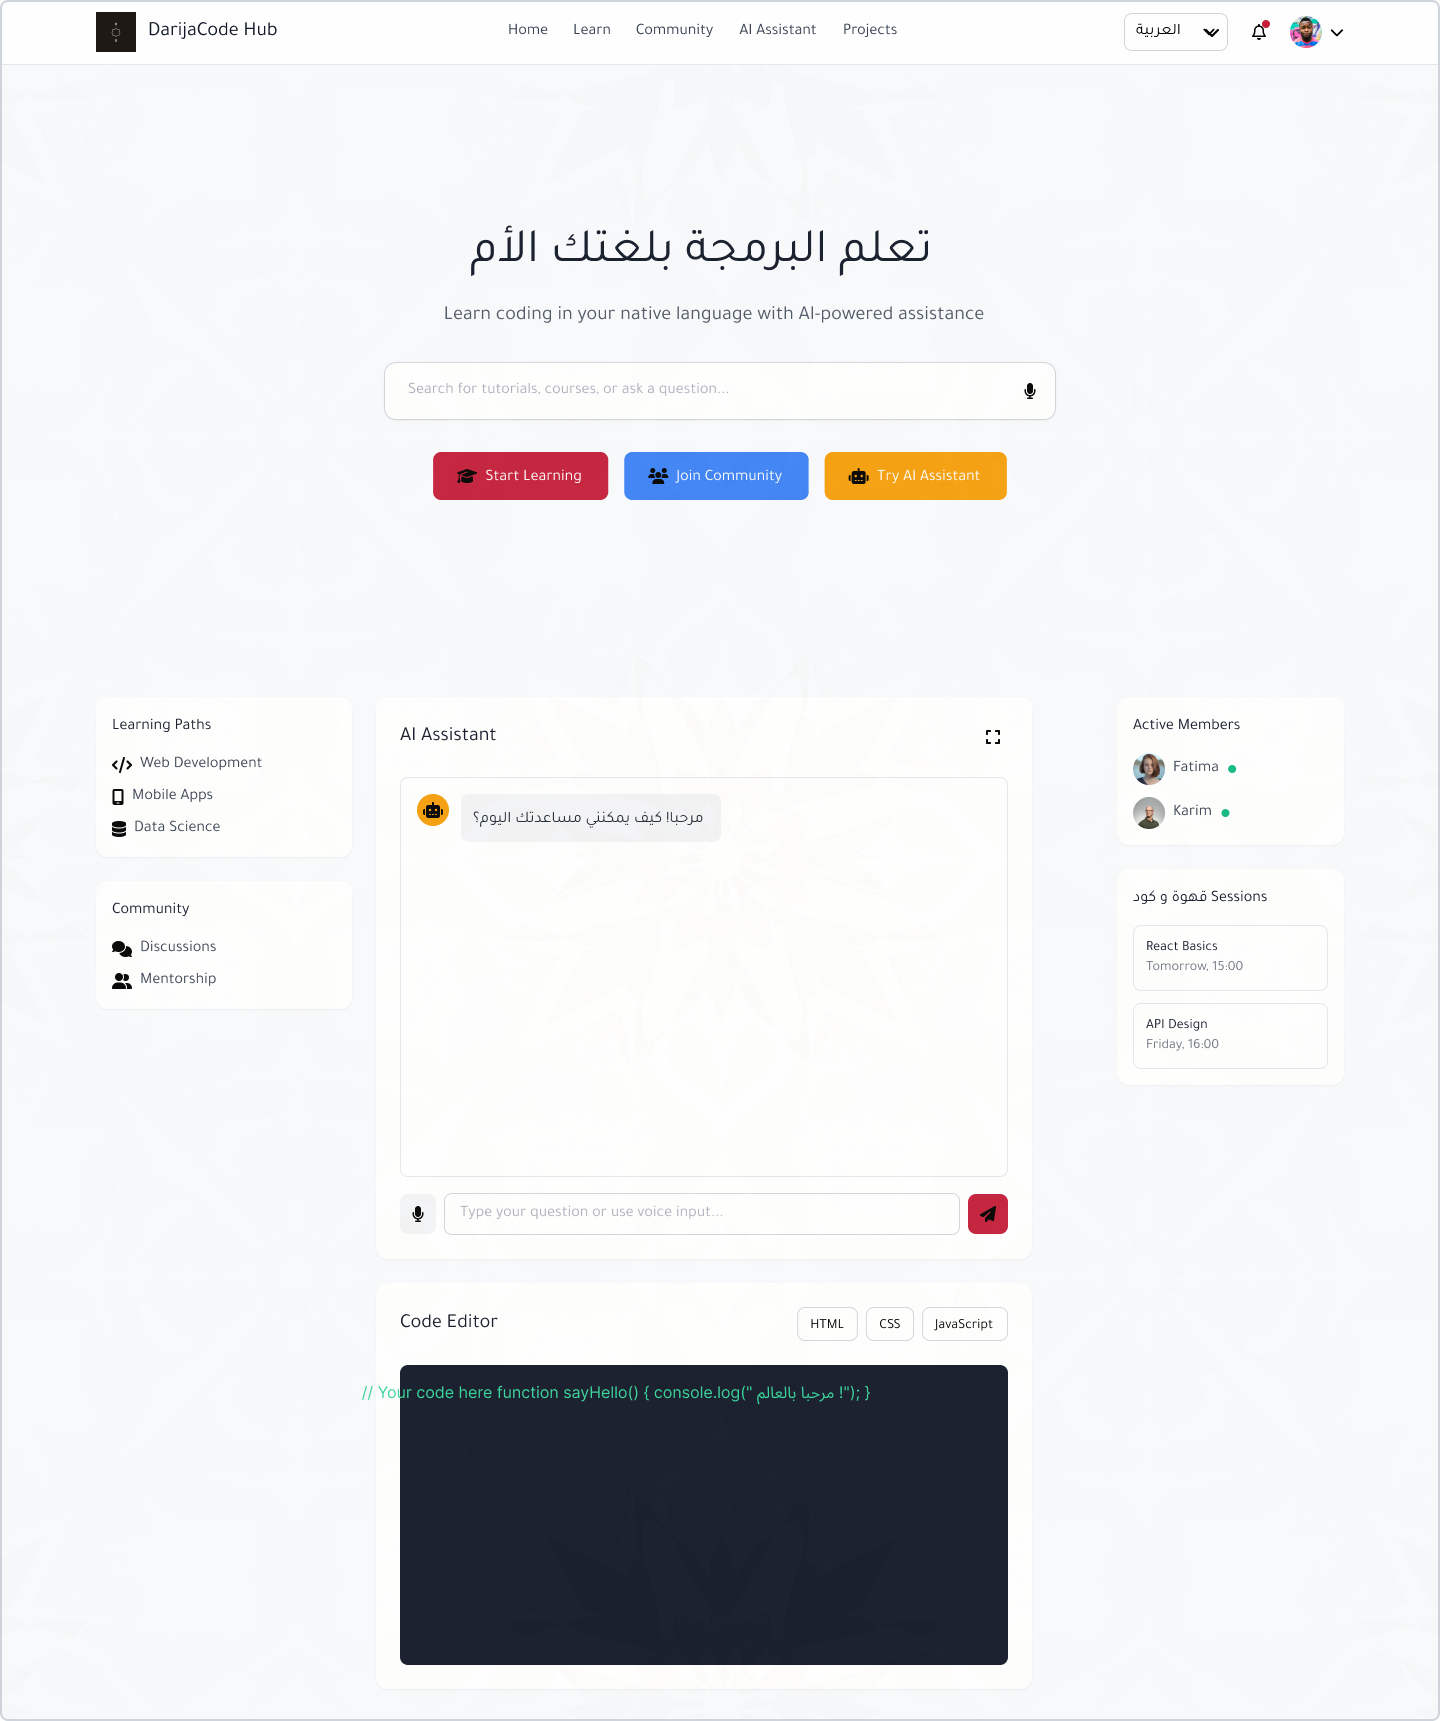 DarijaCode Hub
Home
Learn
Community
AI Assistant
Projects
العربية
تعلم البرمجة بلغتك الأم
Learn coding in your native language with AI-powered assistance
Search for tutorials, courses, or ask a question...
Start Learning
Join Community
Try AI Assistant
Learning Paths
Web Development
Mobile Apps
Data Science
Community
Discussions
Mentorship
AI Assistant
مرحبا! كيف يمكنني مساعدتك اليوم؟
Type your question or use voice input...
Code Editor
HTML
CSS
JavaScript
// Your code here function sayHello() { console.log("مرحبا بالعالم !"); }
Active Members
Fatima
Karim
قهوة و كود Sessions
React Basics
Tomorrow, 15:00
API Design
Friday, 16:00